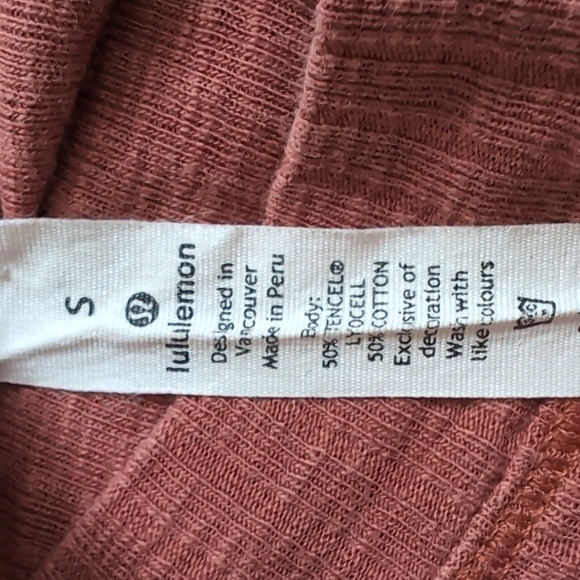 S
lululemon
Designed in
Vancouver
Made in Peru
Body:
50% TENCEL®
LYOCELL
50% COTTON
Exclusive of
decoration
Wash with
like colours